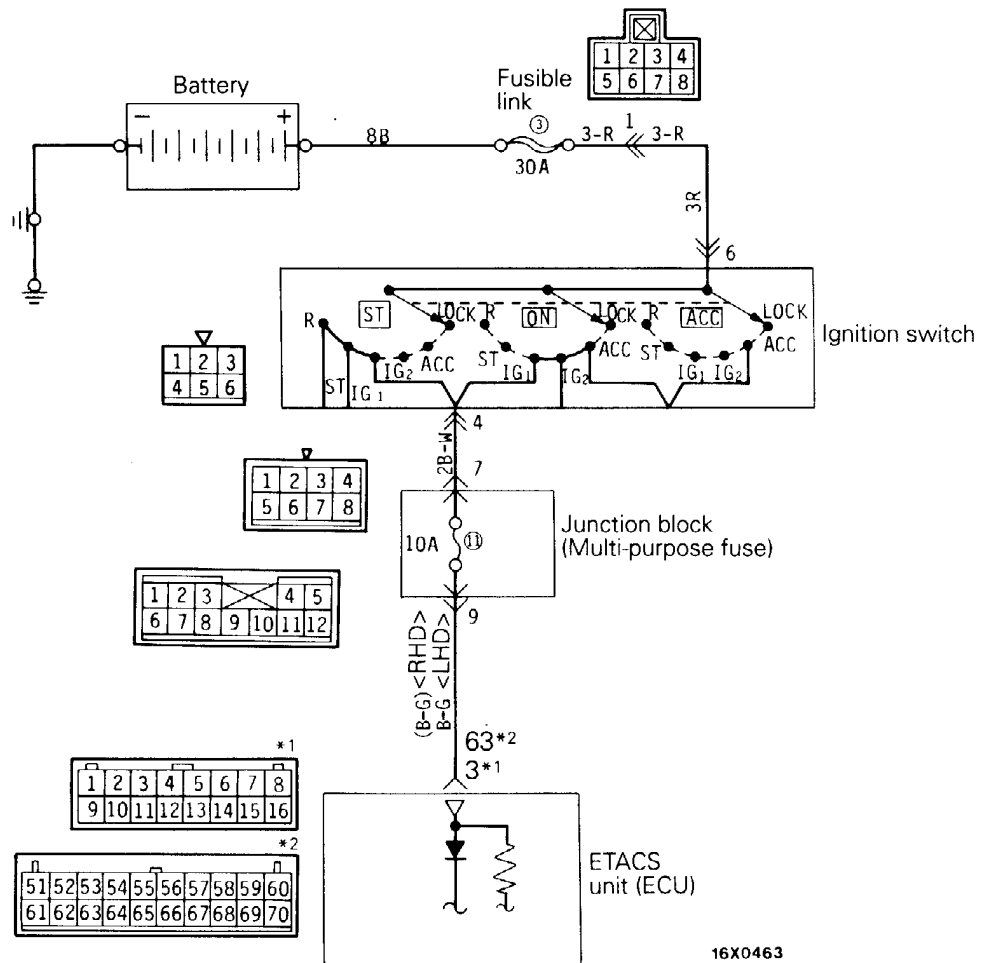 1 2 3 4
5 6 7 8
Battery
Fusible
link
− +
8B
③
30A
3-R 1 3-R
3R
6
R ST LOCK R ON LOCK R ACC LOCK
Ignition switch
ST IG1 IG2 ACC ST IG1 IG2 ACC ST IG1 IG2 ACC
1 2 3
4 5 6
4
2B-W
7
1 2 3 4
5 6 7 8
Junction block
(Multi-purpose fuse)
10A ⑪
1 2 3 4 5
6 7 8 9 10 11 12
9
(B-G) <RHD>
B-G <LHD>
63*2
3*1
*1
1 2 3 4 5 6 7 8
9 10 11 12 13 14 15 16
*2
51 52 53 54 55 56 57 58 59 60
61 62 63 64 65 66 67 68 69 70
ETACS
unit (ECU)
16X0463